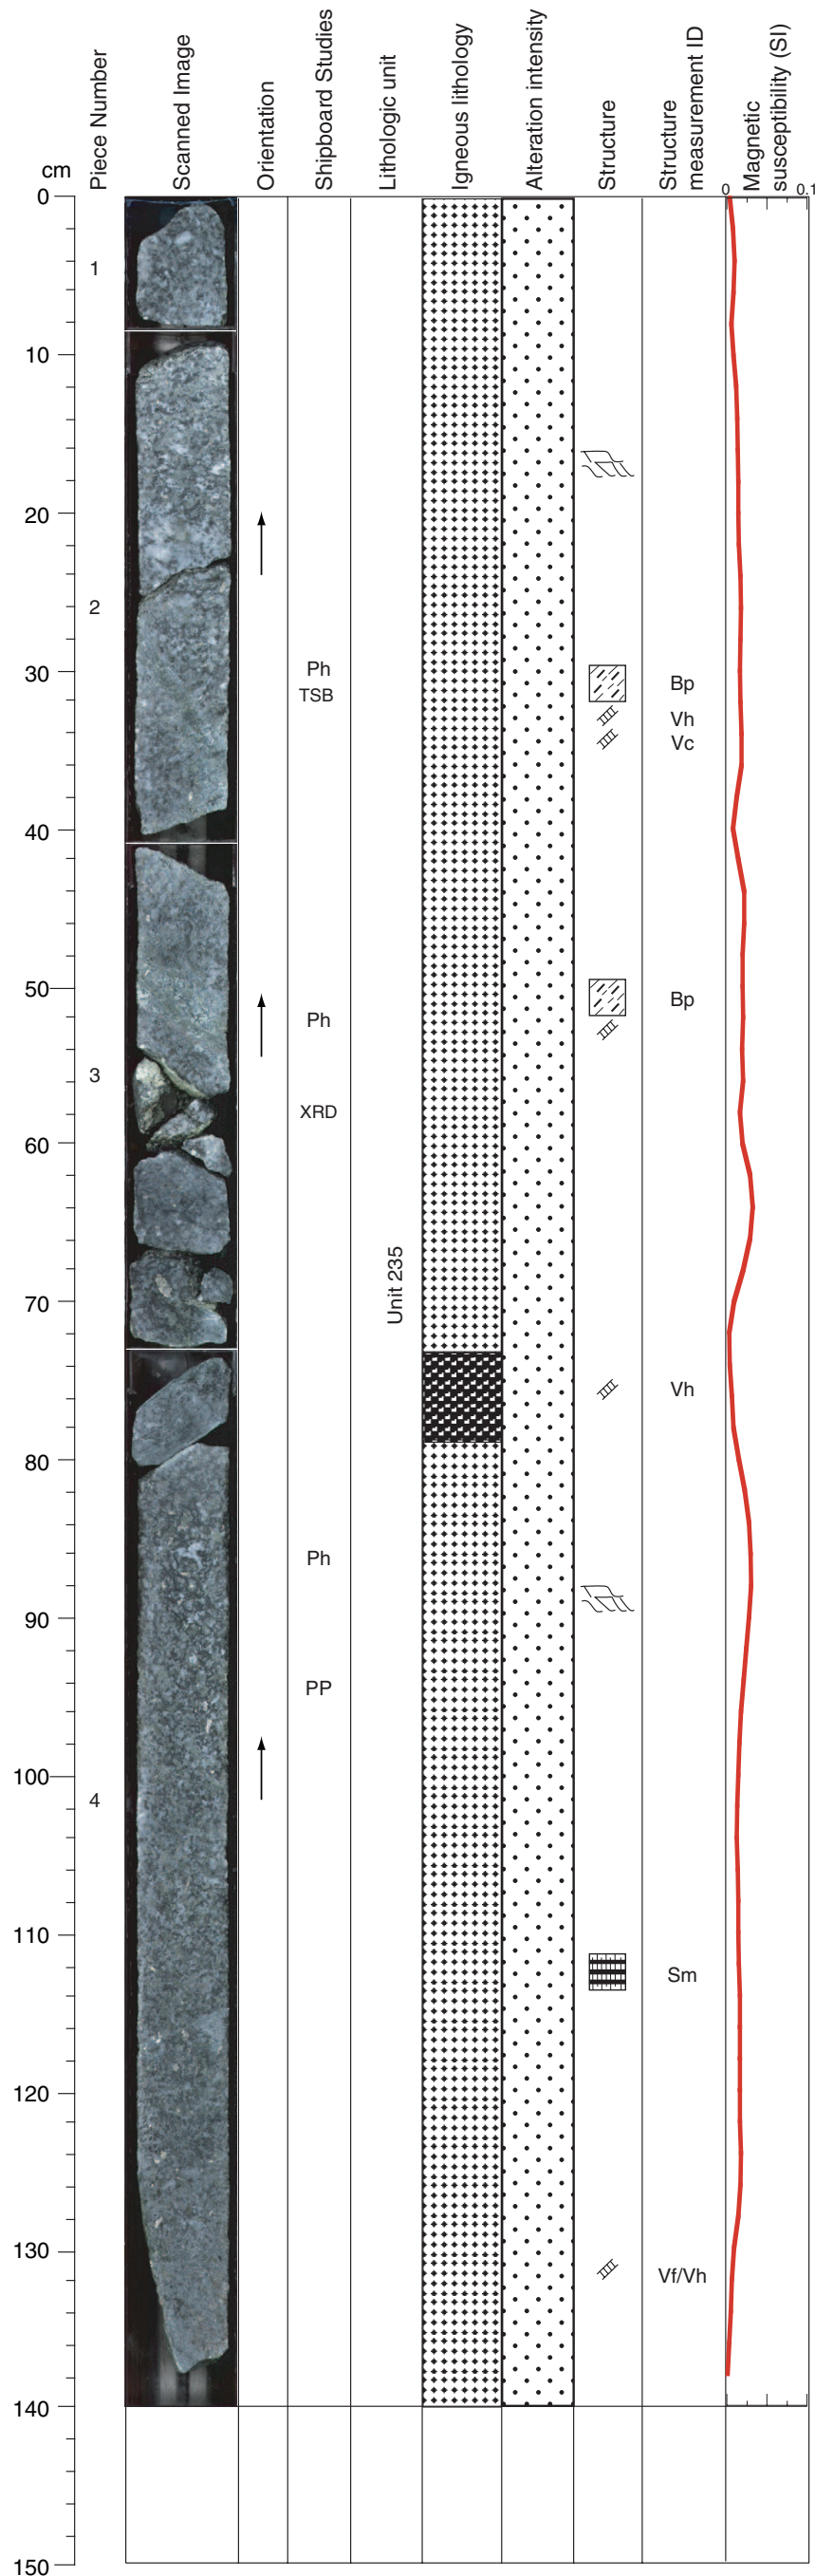 cm
Piece Number
Scanned Image
Orientation
Shipboard Studies
Lithologic unit
Igneous lithology
Alteration intensity
Structure
Structure
measurement ID
Magnetic
susceptibility (SI)
0 0.1
0
1
10
20
2
30
Ph
Bp
TSB
Vh
Vc
40
50
Bp
Ph
3
XRD
60
Unit 235
70
Vh
80
Ph
90
PP
100
4
110
Sm
120
130
Vf/Vh
140
150